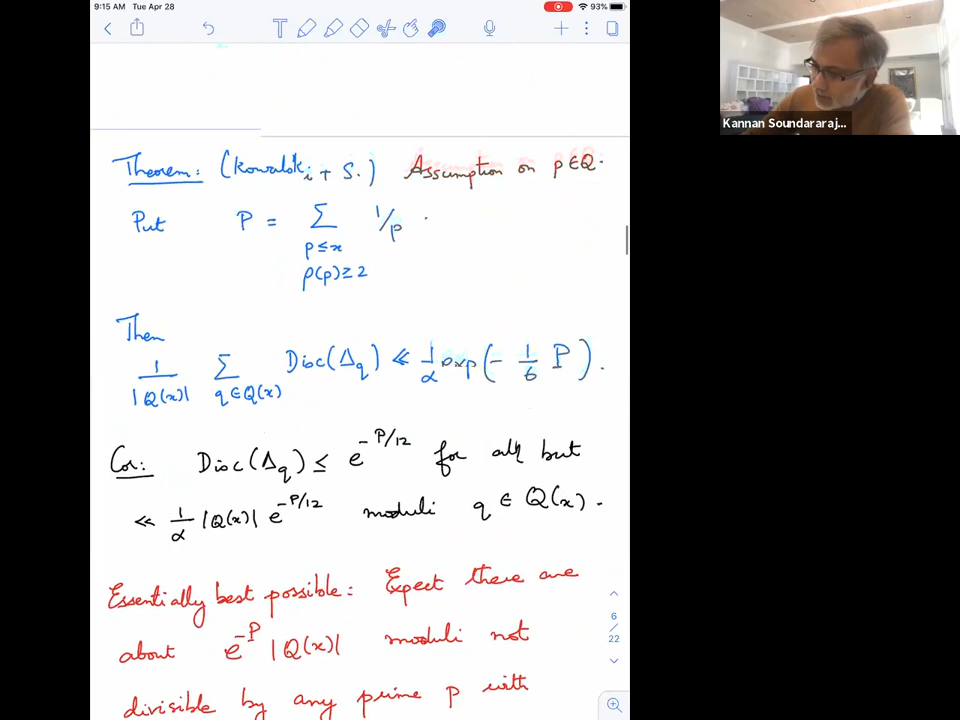 9:15 AM Tue Apr 28
93%
Kannan Soundararaj...
Theorem: (Kowalski + S.) Assumption on p ∈ Q.
Put P = Σ 1/p .
p ≤ x
ρ(p) ≥ 2
Then
1/|Q(x)| Σ Disc(Δq) ≪ 1/α exp(- 1/6 P).
q ∈ Q(x)
Cor: Disc(Δq) ≤ e^{-P/12} for all but
≪ 1/α |Q(x)| e^{-P/12} moduli q ∈ Q(x).
Essentially best possible: Expect there are
about e^{-P} |Q(x)| moduli not
divisible by any prime p with
6
/
22